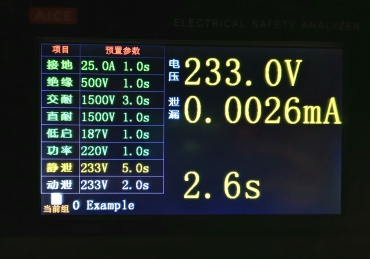 AICE
ELECTRICAL SAFETY ANALYZER
项目 预置参数
接地 25.0A 1.0s
绝缘 500V 1.0s
交耐 1500V 3.0s
直耐 1500V 1.0s
低启 187V 1.0s
功率 220V 1.0s
静泄 233V 5.0s
动泄 233V 2.0s
当前组 0 Example
电压 233.0V
泄漏 0.0026mA
2.6s